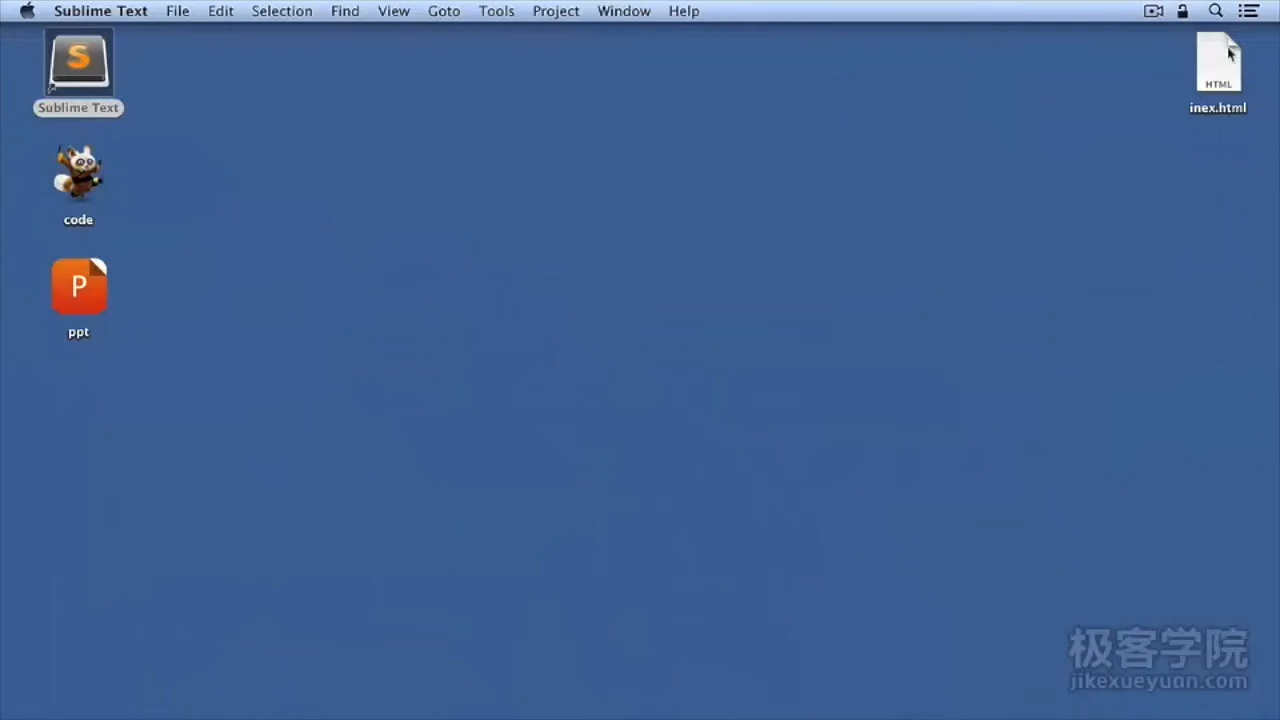 Sublime Text File Edit Selection Find View Goto Tools Project Window Help
S
Sublime Text
HTML
inex.html
code
P
ppt
极客学院
jikexueyuan.com